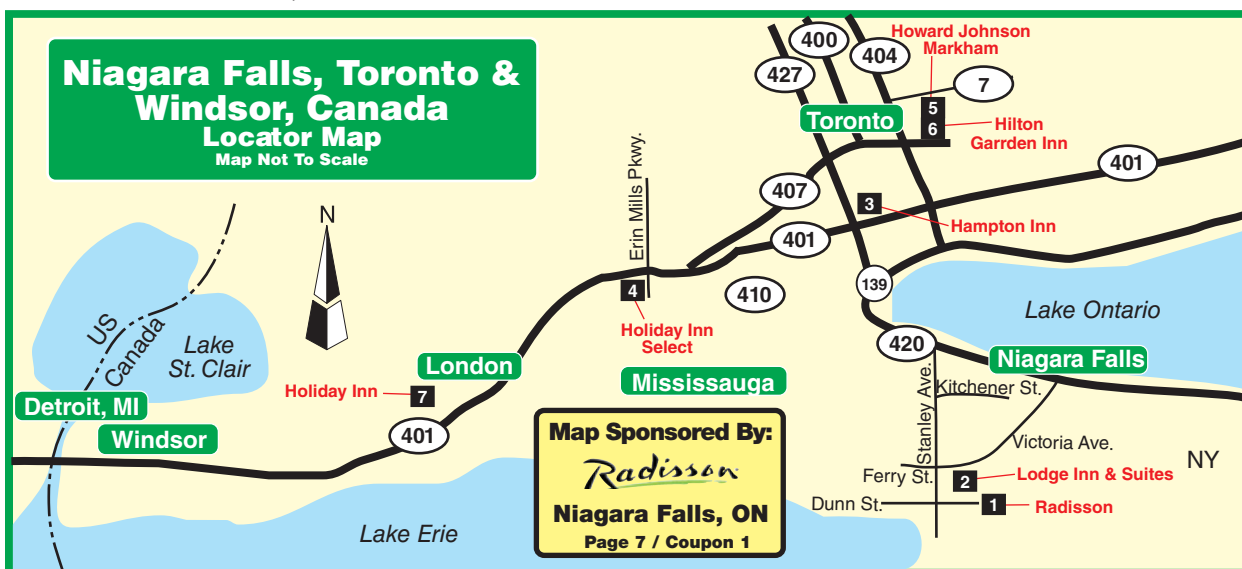 Niagara Falls, Toronto &
Windsor, Canada
Locator Map
Map Not To Scale
N
US
Canada
Lake
St. Clair
Detroit, MI
Windsor
Holiday Inn
7
London
401
Lake Erie
Erin Mills Pkwy.
4
Holiday Inn
Select
Mississauga
410
407
401
Map Sponsored By:
Radisson
Niagara Falls, ON
Page 7 / Coupon 1
400
427
404
Toronto
Howard Johnson
Markham
7
5
6
Hilton
Garrden Inn
401
3
Hampton Inn
139
Lake Ontario
420
Niagara Falls
Stanley Ave.
Kitchener St.
Victoria Ave.
NY
Ferry St.
2
Lodge Inn & Suites
Dunn St.
1
Radisson